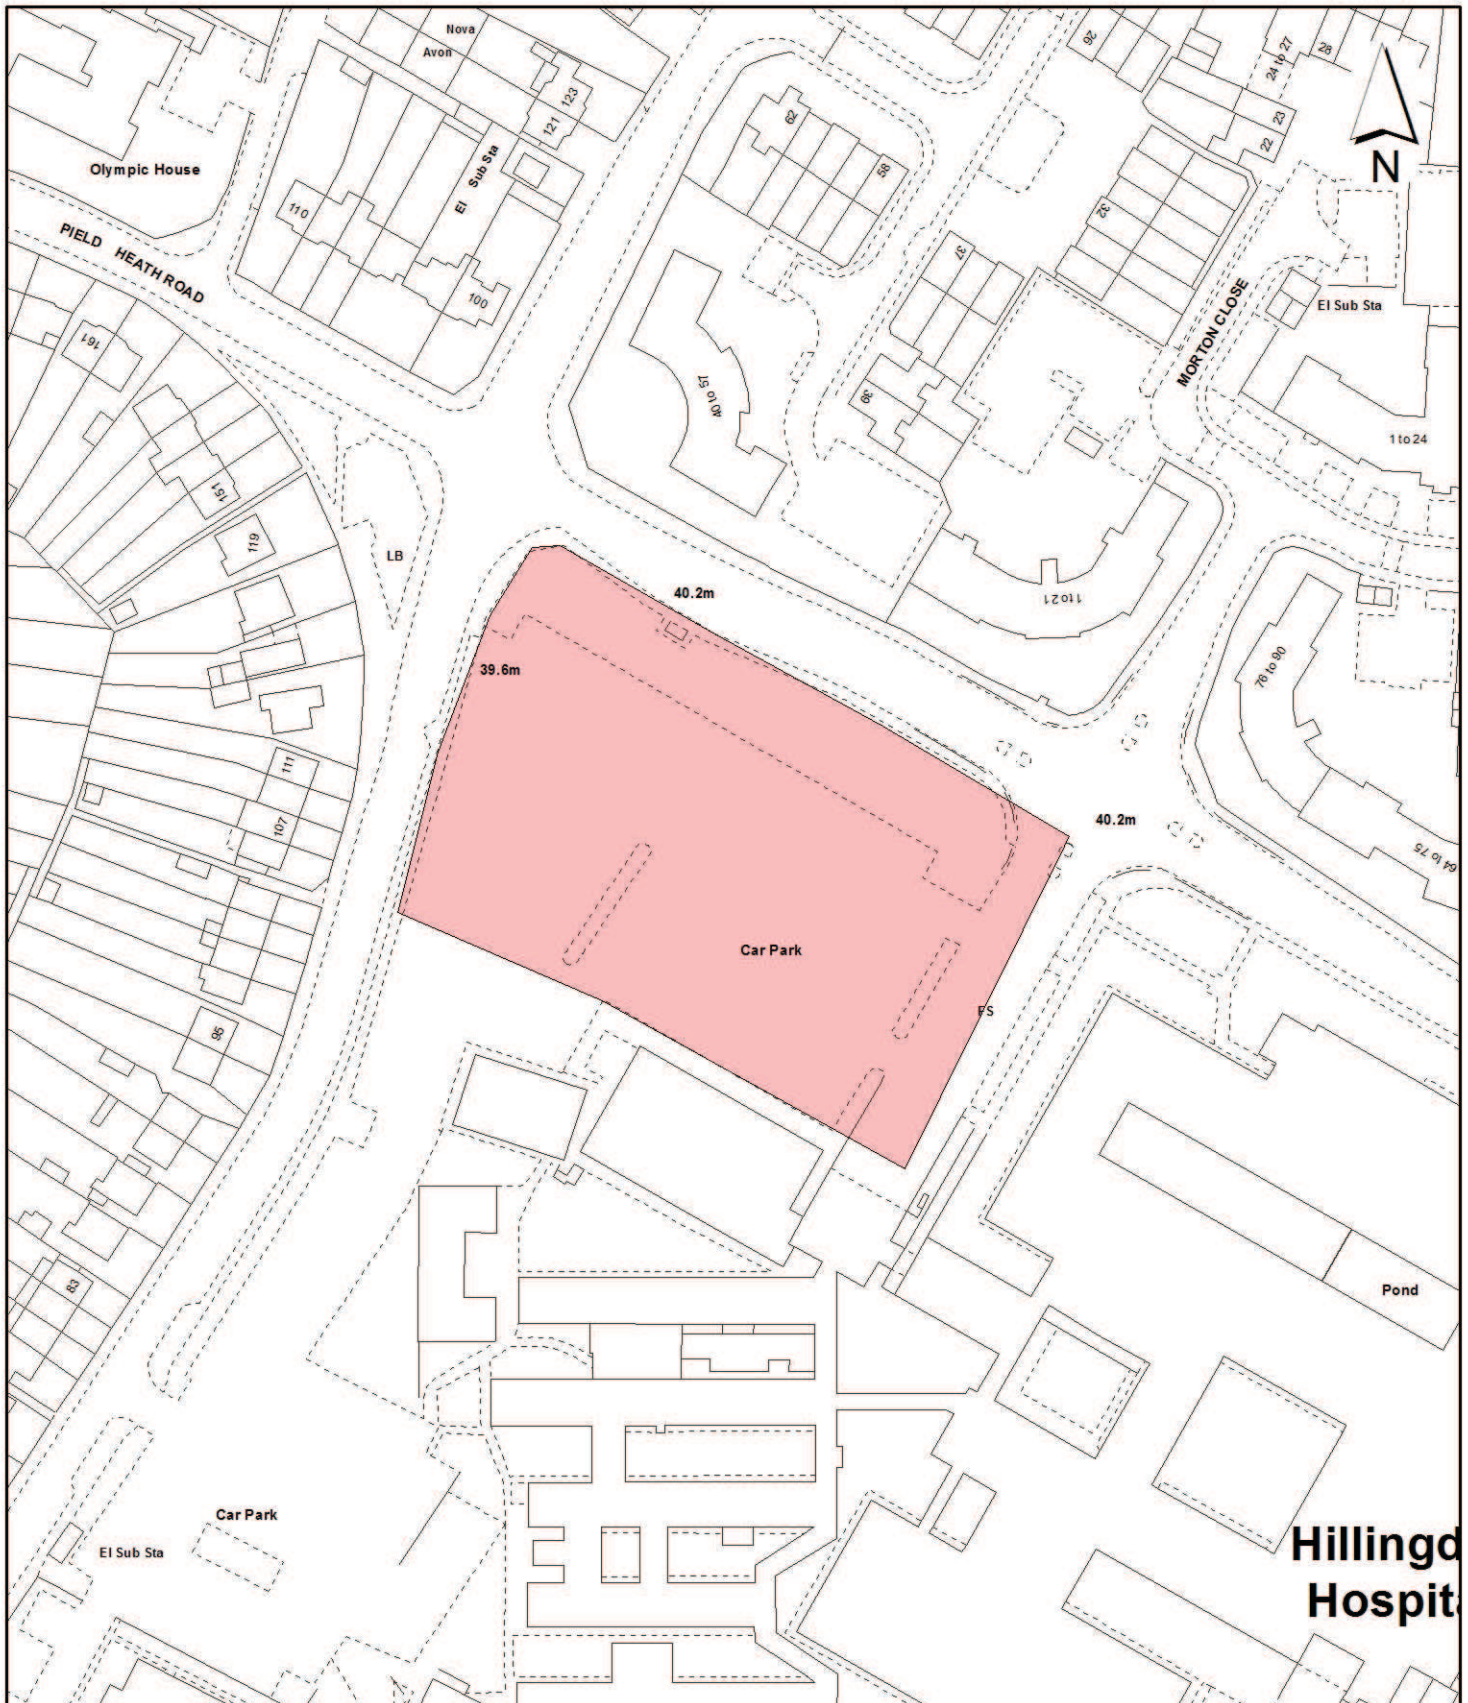 Nova
Avon
123
121
El Sub Sta
Olympic House
110
100
PIELD HEATH ROAD
161
151
119
LB
111
107
95
83
62
58
26
24 to 27
28
23
22
N
32
37
39
40 to 57
MORTON CLOSE
El Sub Sta
1 to 24
1 to 21
76 to 90
64 to 75
40.2m
39.6m
40.2m
Car Park
FS
Pond
Car Park
El Sub Sta
Hillingd
Hospita